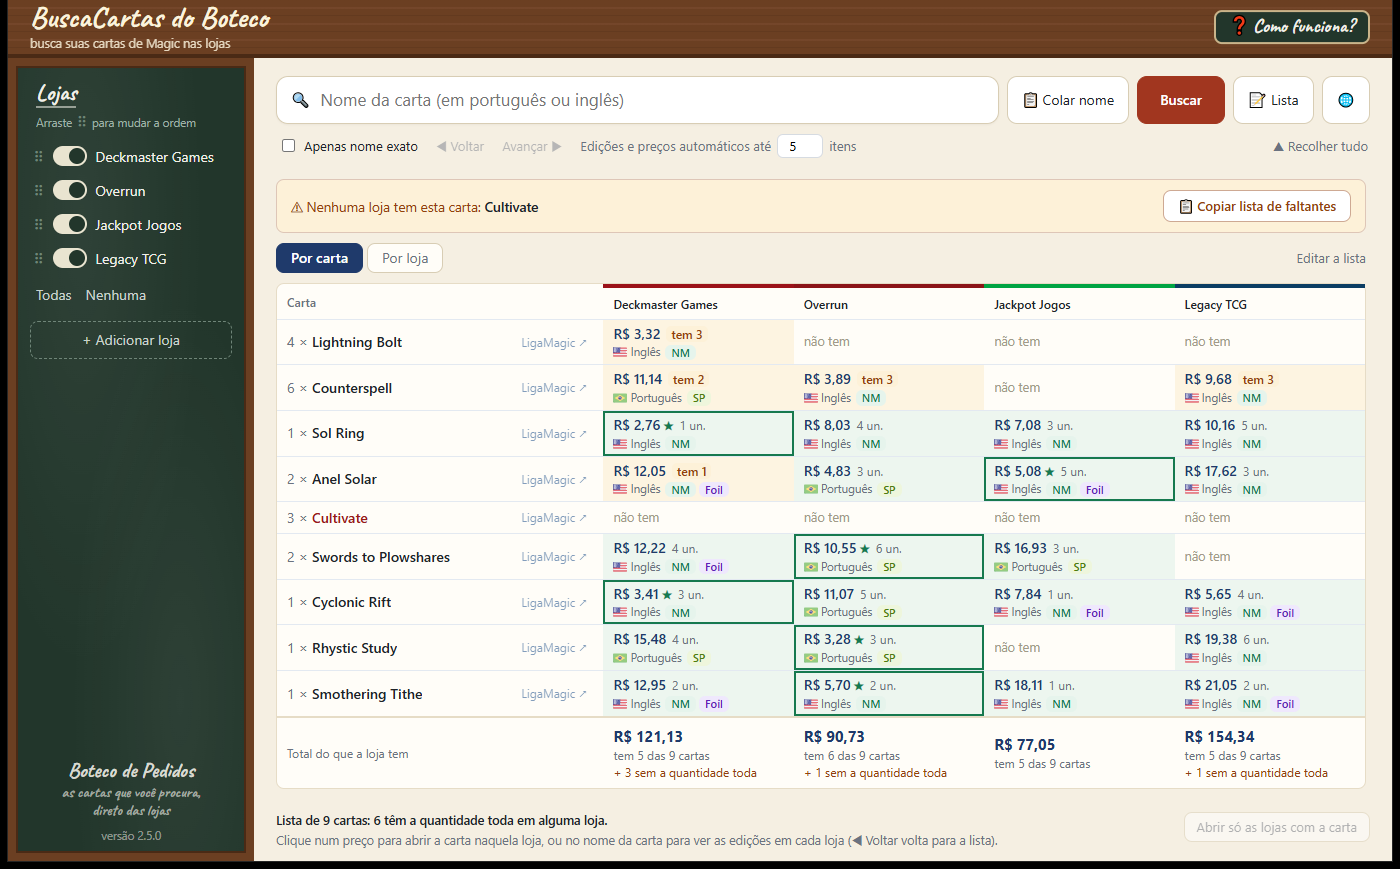 BuscaCartas do Boteco
busca suas cartas de Magic nas lojas
Como funciona?
Lojas
Arraste ⠿ para mudar a ordem
Deckmaster Games
Overrun
Jackpot Jogos
Legacy TCG
Todas Nenhuma
+ Adicionar loja
Boteco de Pedidos
as cartas que você procura,
direto das lojas
versão 2.5.0
Nome da carta (em português ou inglês)
Colar nome
Buscar
Lista
Apenas nome exato
◀ Voltar
Avançar ▶
Edições e preços automáticos até 5 itens
▲ Recolher tudo
⚠ Nenhuma loja tem esta carta: Cultivate
Copiar lista de faltantes
Por carta
Por loja
Editar a lista
Carta Deckmaster Games Overrun Jackpot Jogos Legacy TCG
4 × Lightning Bolt LigaMagic ↗
R$ 3,32 tem 3
Inglês NM
não tem
não tem
não tem
6 × Counterspell LigaMagic ↗
R$ 11,14 tem 2
Português SP
R$ 3,89 tem 3
Inglês NM
não tem
R$ 9,68 tem 3
Inglês NM
1 × Sol Ring LigaMagic ↗
R$ 2,76 ★ 1 un.
Inglês NM
R$ 8,03 4 un.
Inglês NM
R$ 7,08 3 un.
Inglês NM
R$ 10,16 5 un.
Inglês NM
2 × Anel Solar LigaMagic ↗
R$ 12,05 tem 1
Inglês NM Foil
R$ 4,83 3 un.
Português SP
R$ 5,08 ★ 5 un.
Inglês NM Foil
R$ 17,62 3 un.
Inglês NM
3 × Cultivate LigaMagic ↗
não tem
não tem
não tem
não tem
2 × Swords to Plowshares LigaMagic ↗
R$ 12,22 4 un.
Inglês NM Foil
R$ 10,55 ★ 6 un.
Português SP
R$ 16,93 3 un.
Português SP
não tem
1 × Cyclonic Rift LigaMagic ↗
R$ 3,41 ★ 3 un.
Inglês NM
R$ 11,07 5 un.
Português SP
R$ 7,84 1 un.
Inglês NM Foil
R$ 5,65 4 un.
Inglês NM Foil
1 × Rhystic Study LigaMagic ↗
R$ 15,48 4 un.
Português SP
R$ 3,28 ★ 3 un.
Português SP
não tem
R$ 19,38 6 un.
Inglês NM
1 × Smothering Tithe LigaMagic ↗
R$ 12,95 2 un.
Inglês NM Foil
R$ 5,70 ★ 2 un.
Inglês NM
R$ 18,11 1 un.
Inglês NM
R$ 21,05 2 un.
Inglês NM Foil
Total do que a loja tem
R$ 121,13
tem 5 das 9 cartas
+ 3 sem a quantidade toda
R$ 90,73
tem 6 das 9 cartas
+ 1 sem a quantidade toda
R$ 77,05
tem 5 das 9 cartas
R$ 154,34
tem 5 das 9 cartas
+ 1 sem a quantidade toda
Lista de 9 cartas: 6 têm a quantidade toda em alguma loja.
Clique num preço para abrir a carta naquela loja, ou no nome da carta para ver as edições em cada loja (◀ Voltar volta para a lista).
Abrir só as lojas com a carta